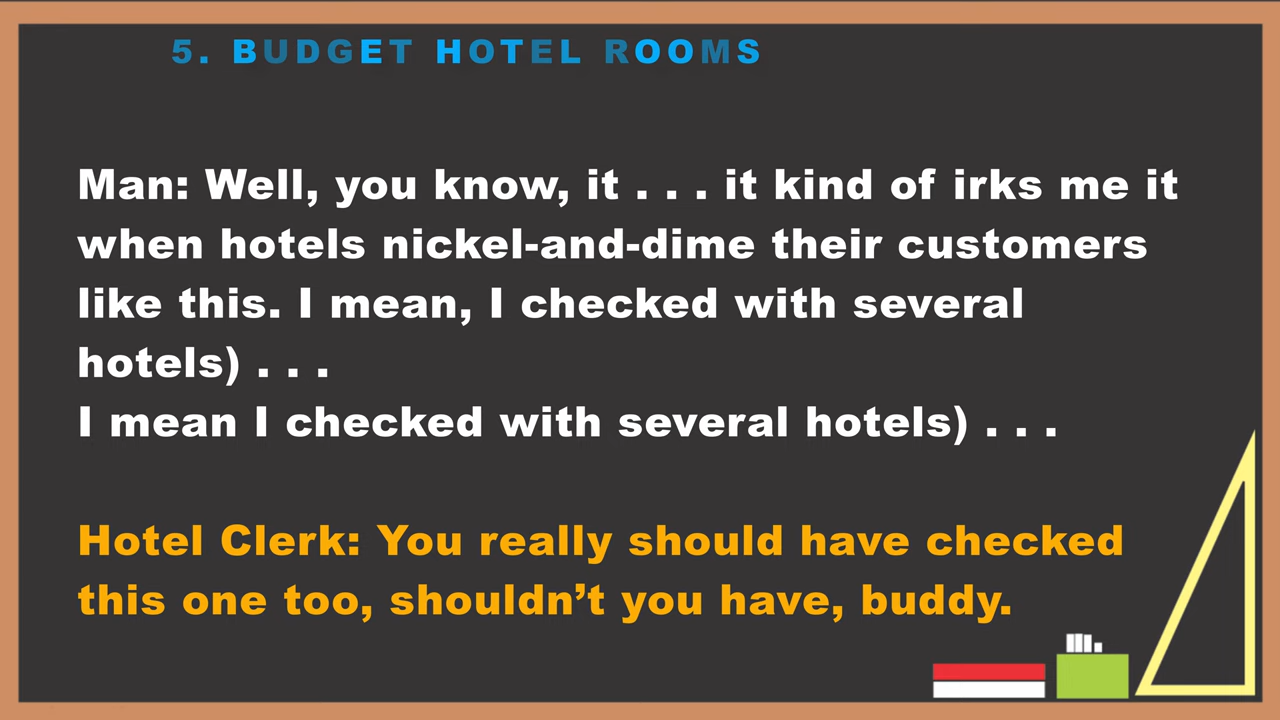 5. BUDGET HOTEL ROOMS
Man: Well, you know, it . . . it kind of irks me it
when hotels nickel-and-dime their customers
like this. I mean, I checked with several
hotels) . . .
I mean I checked with several hotels) . . .
Hotel Clerk: You really should have checked
this one too, shouldn’t you have, buddy.